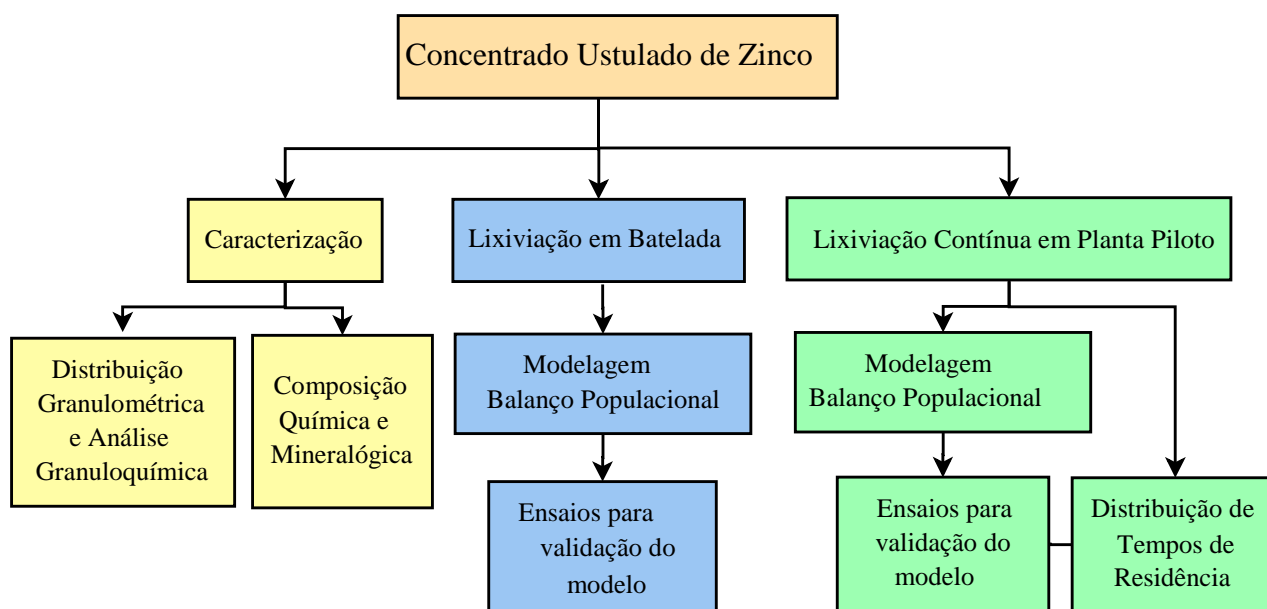 Concentrado Ustulado de Zinco
Caracterização
Lixiviação em Batelada
Lixiviação Contínua em Planta Piloto
Distribuição
Granulométrica
e Análise
Granuloquímica
Composição
Química e
Mineralógica
Modelagem
Balanço Populacional
Modelagem
Balanço Populacional
Ensaios para
validação do
modelo
Ensaios para
validação do
modelo
Distribuição de
Tempos de
Residência